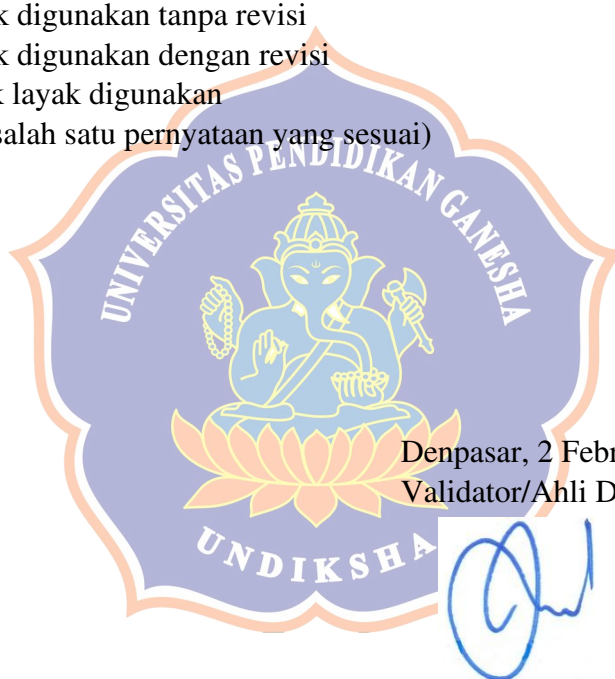 k digunakan tanpa revisi
k digunakan dengan revisi
k layak digunakan
salah satu pernyataan yang sesuai)
UNIVERSITAS PENDIDIKAN GANESHA
Denpasar, 2 Febr
Validator/Ahli D
UNDIKSHA